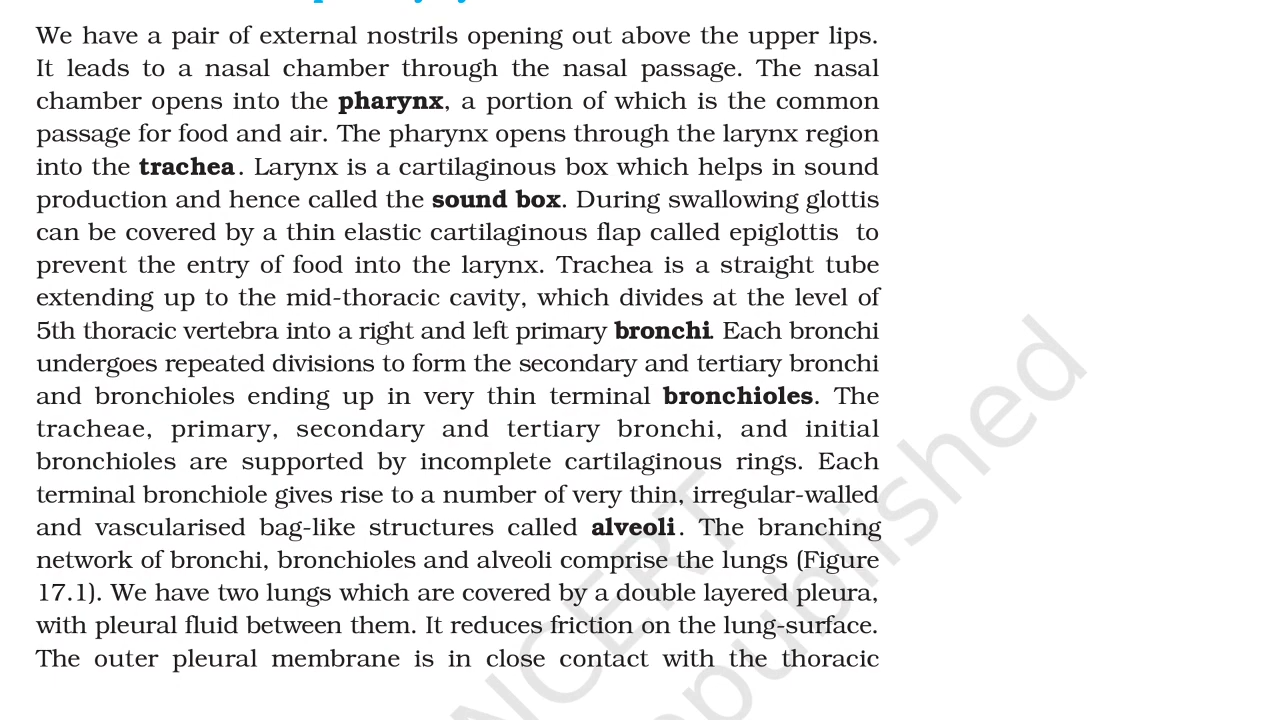 We have a pair of external nostrils opening out above the upper lips.
It leads to a nasal chamber through the nasal passage. The nasal
chamber opens into the pharynx, a portion of which is the common
passage for food and air. The pharynx opens through the larynx region
into the trachea. Larynx is a cartilaginous box which helps in sound
production and hence called the sound box. During swallowing glottis
can be covered by a thin elastic cartilaginous flap called epiglottis to
prevent the entry of food into the larynx. Trachea is a straight tube
extending up to the mid-thoracic cavity, which divides at the level of
5th thoracic vertebra into a right and left primary bronchi. Each bronchi
undergoes repeated divisions to form the secondary and tertiary bronchi
and bronchioles ending up in very thin terminal bronchioles. The
tracheae, primary, secondary and tertiary bronchi, and initial
bronchioles are supported by incomplete cartilaginous rings. Each
terminal bronchiole gives rise to a number of very thin, irregular-walled
and vascularised bag-like structures called alveoli. The branching
network of bronchi, bronchioles and alveoli comprise the lungs (Figure
17.1). We have two lungs which are covered by a double layered pleura,
with pleural fluid between them. It reduces friction on the lung-surface.
The outer pleural membrane is in close contact with the thoracic
NCERT